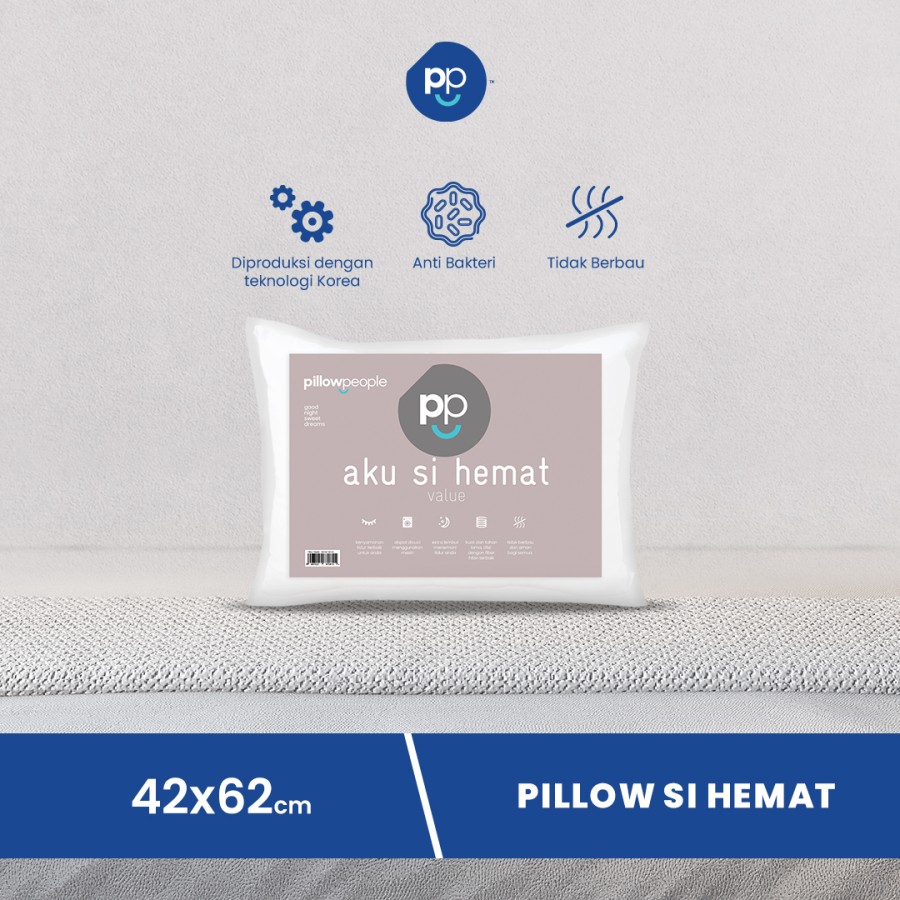 pp
Diproduksi dengan
teknologi Korea
Anti Bakteri
Tidak Berbau
pillowpeople
good
night
sweet
dreams
pp
aku si hemat
value
42x62cm
PILLOW SI HEMAT